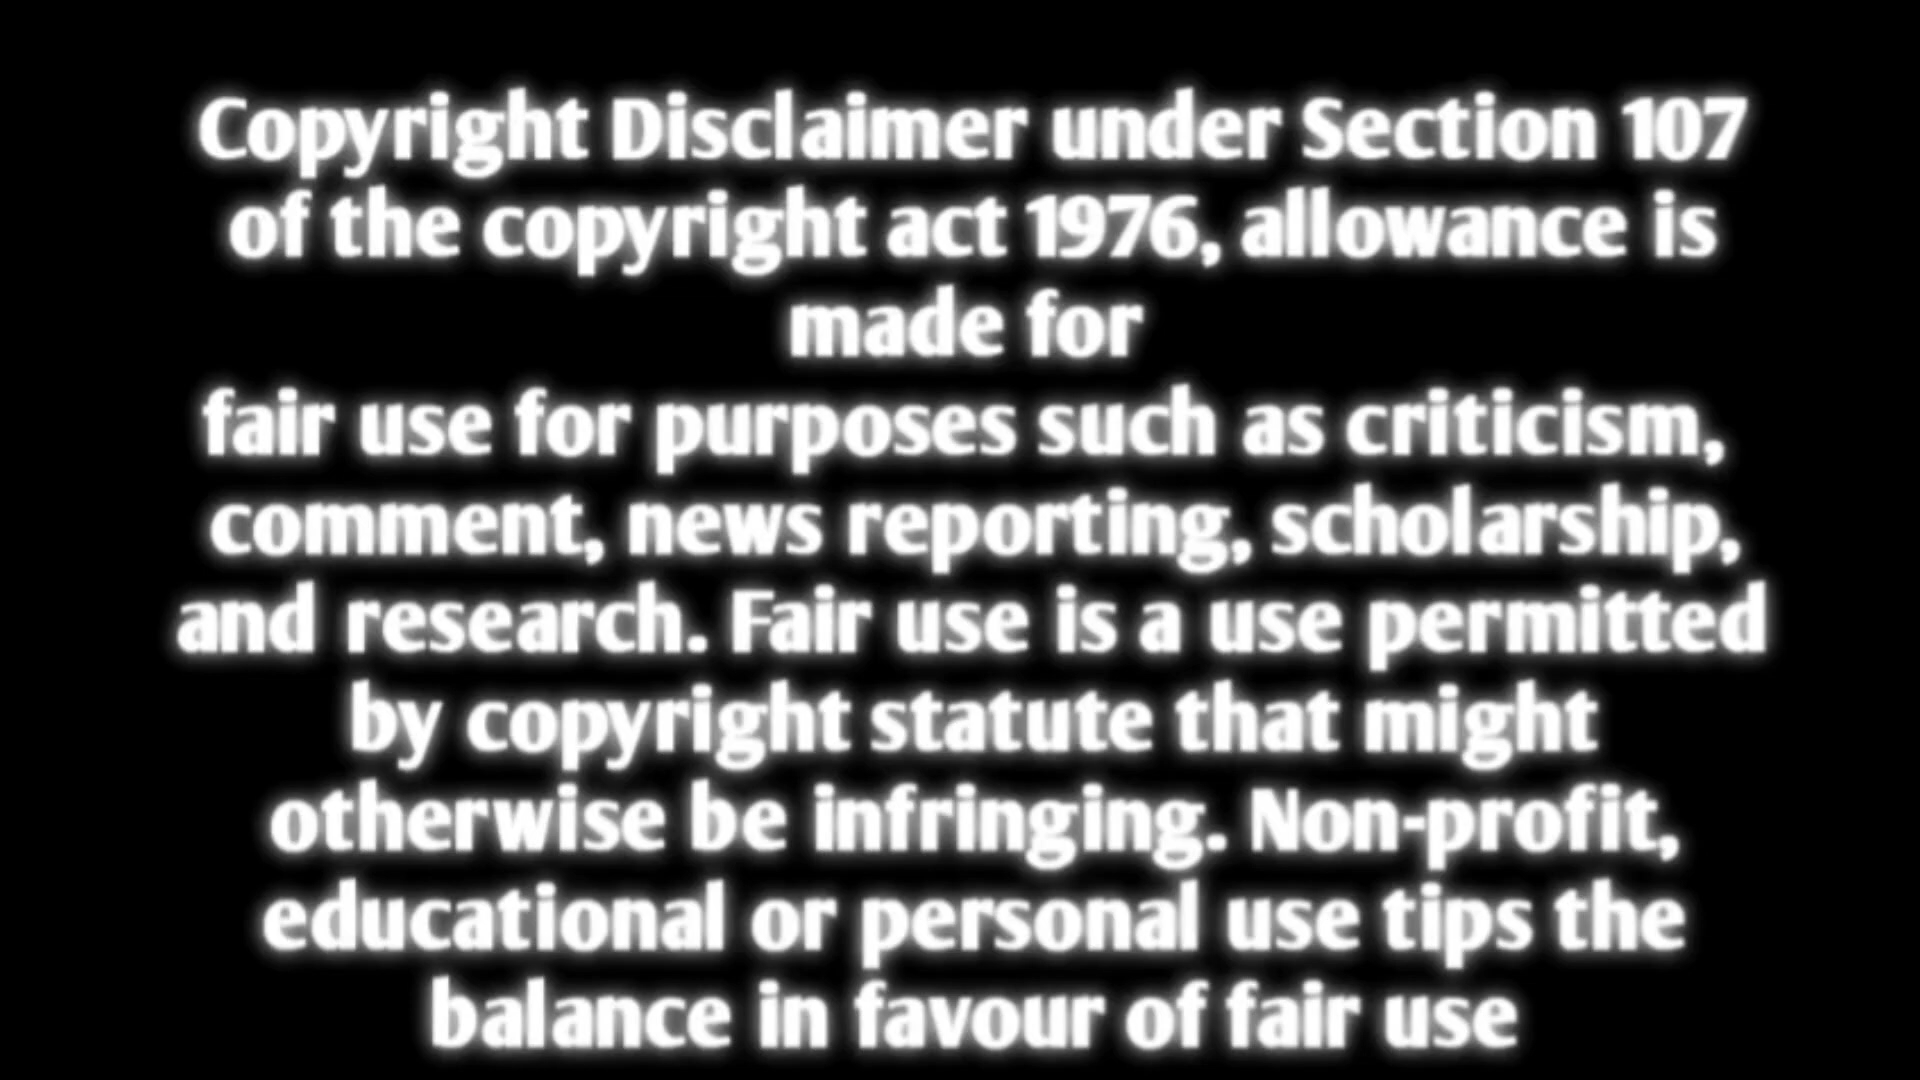 Copyright Disclaimer under Section 107
of the copyright act 1976, allowance is
made for
fair use for purposes such as criticism,
comment, news reporting, scholarship,
and research. Fair use is a use permitted
by copyright statute that might
otherwise be infringing. Non-profit,
educational or personal use tips the
balance in favour of fair use